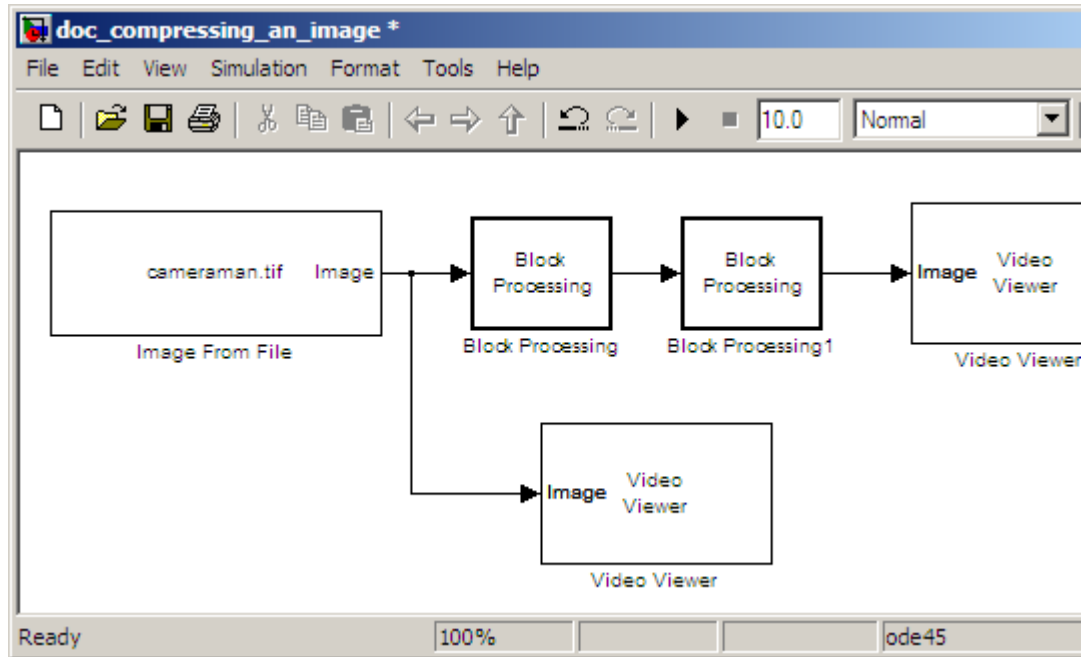 doc_compressing_an_image *
File Edit View Simulation Format Tools Help
10.0 Normal
cameraman.tif Image
Image From File
Block
Processing
Block Processing
Block
Processing
Block Processing1
Image Video
Viewer
Video Viewer
Image Video
Viewer
Video Viewer
Ready 100% ode45